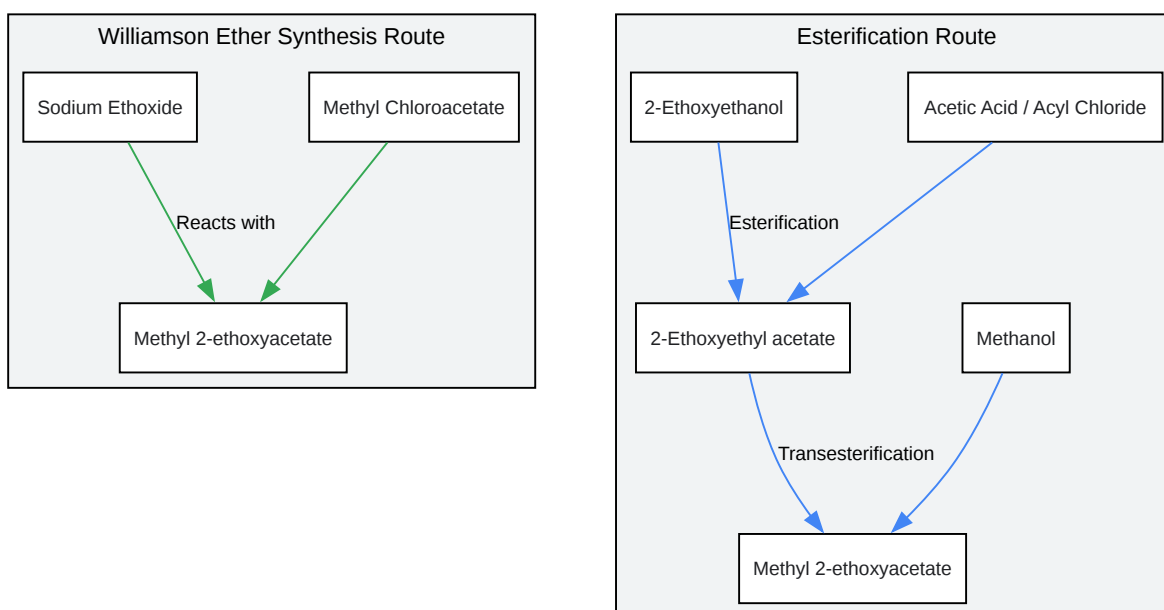 Williamson Ether Synthesis Route
Sodium Ethoxide
Methyl Chloroacetate
Reacts with
Methyl 2-ethoxyacetate
Esterification Route
2-Ethoxyethanol
Acetic Acid / Acyl Chloride
Esterification
2-Ethoxyethyl acetate
Methanol
Transesterification
Methyl 2-ethoxyacetate